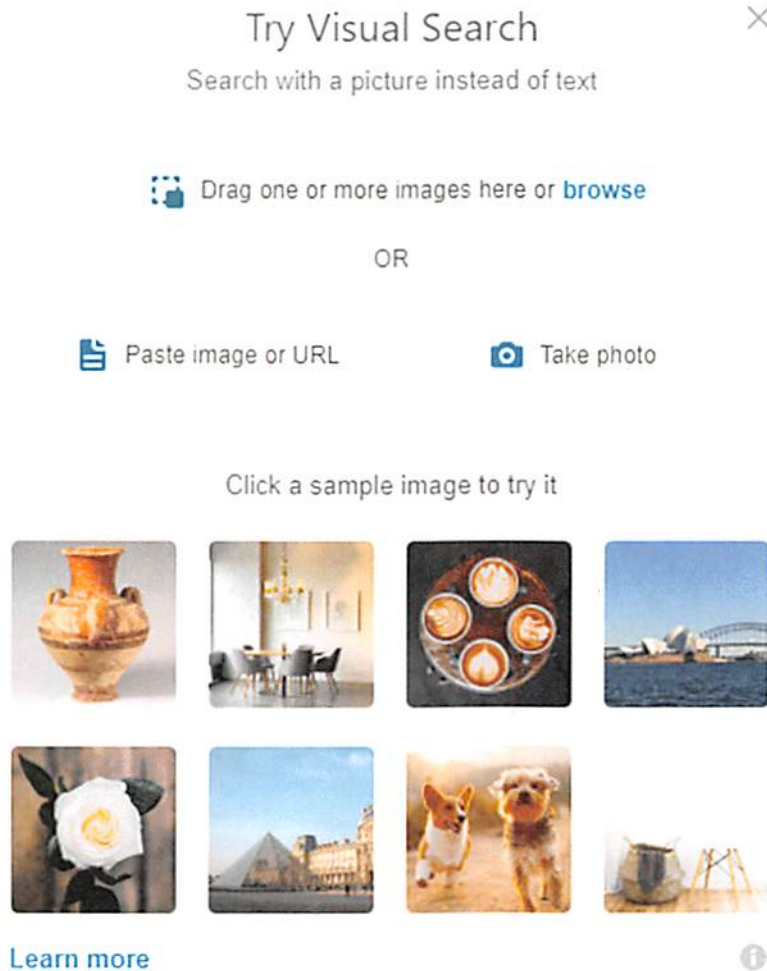 Try Visual Search
Search with a picture instead of text
Drag one or more images here or browse
OR
Paste image or URL
Take photo
Click a sample image to try it
Learn more